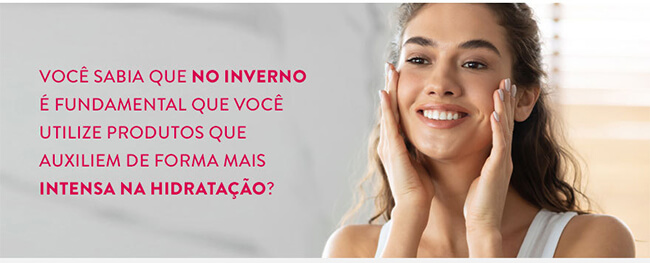 VOCÊ SABIA QUE NO INVERNO
É FUNDAMENTAL QUE VOCÊ
UTILIZE PRODUTOS QUE
AUXILIEM DE FORMA MAIS
INTENSA NA HIDRATAÇÃO?